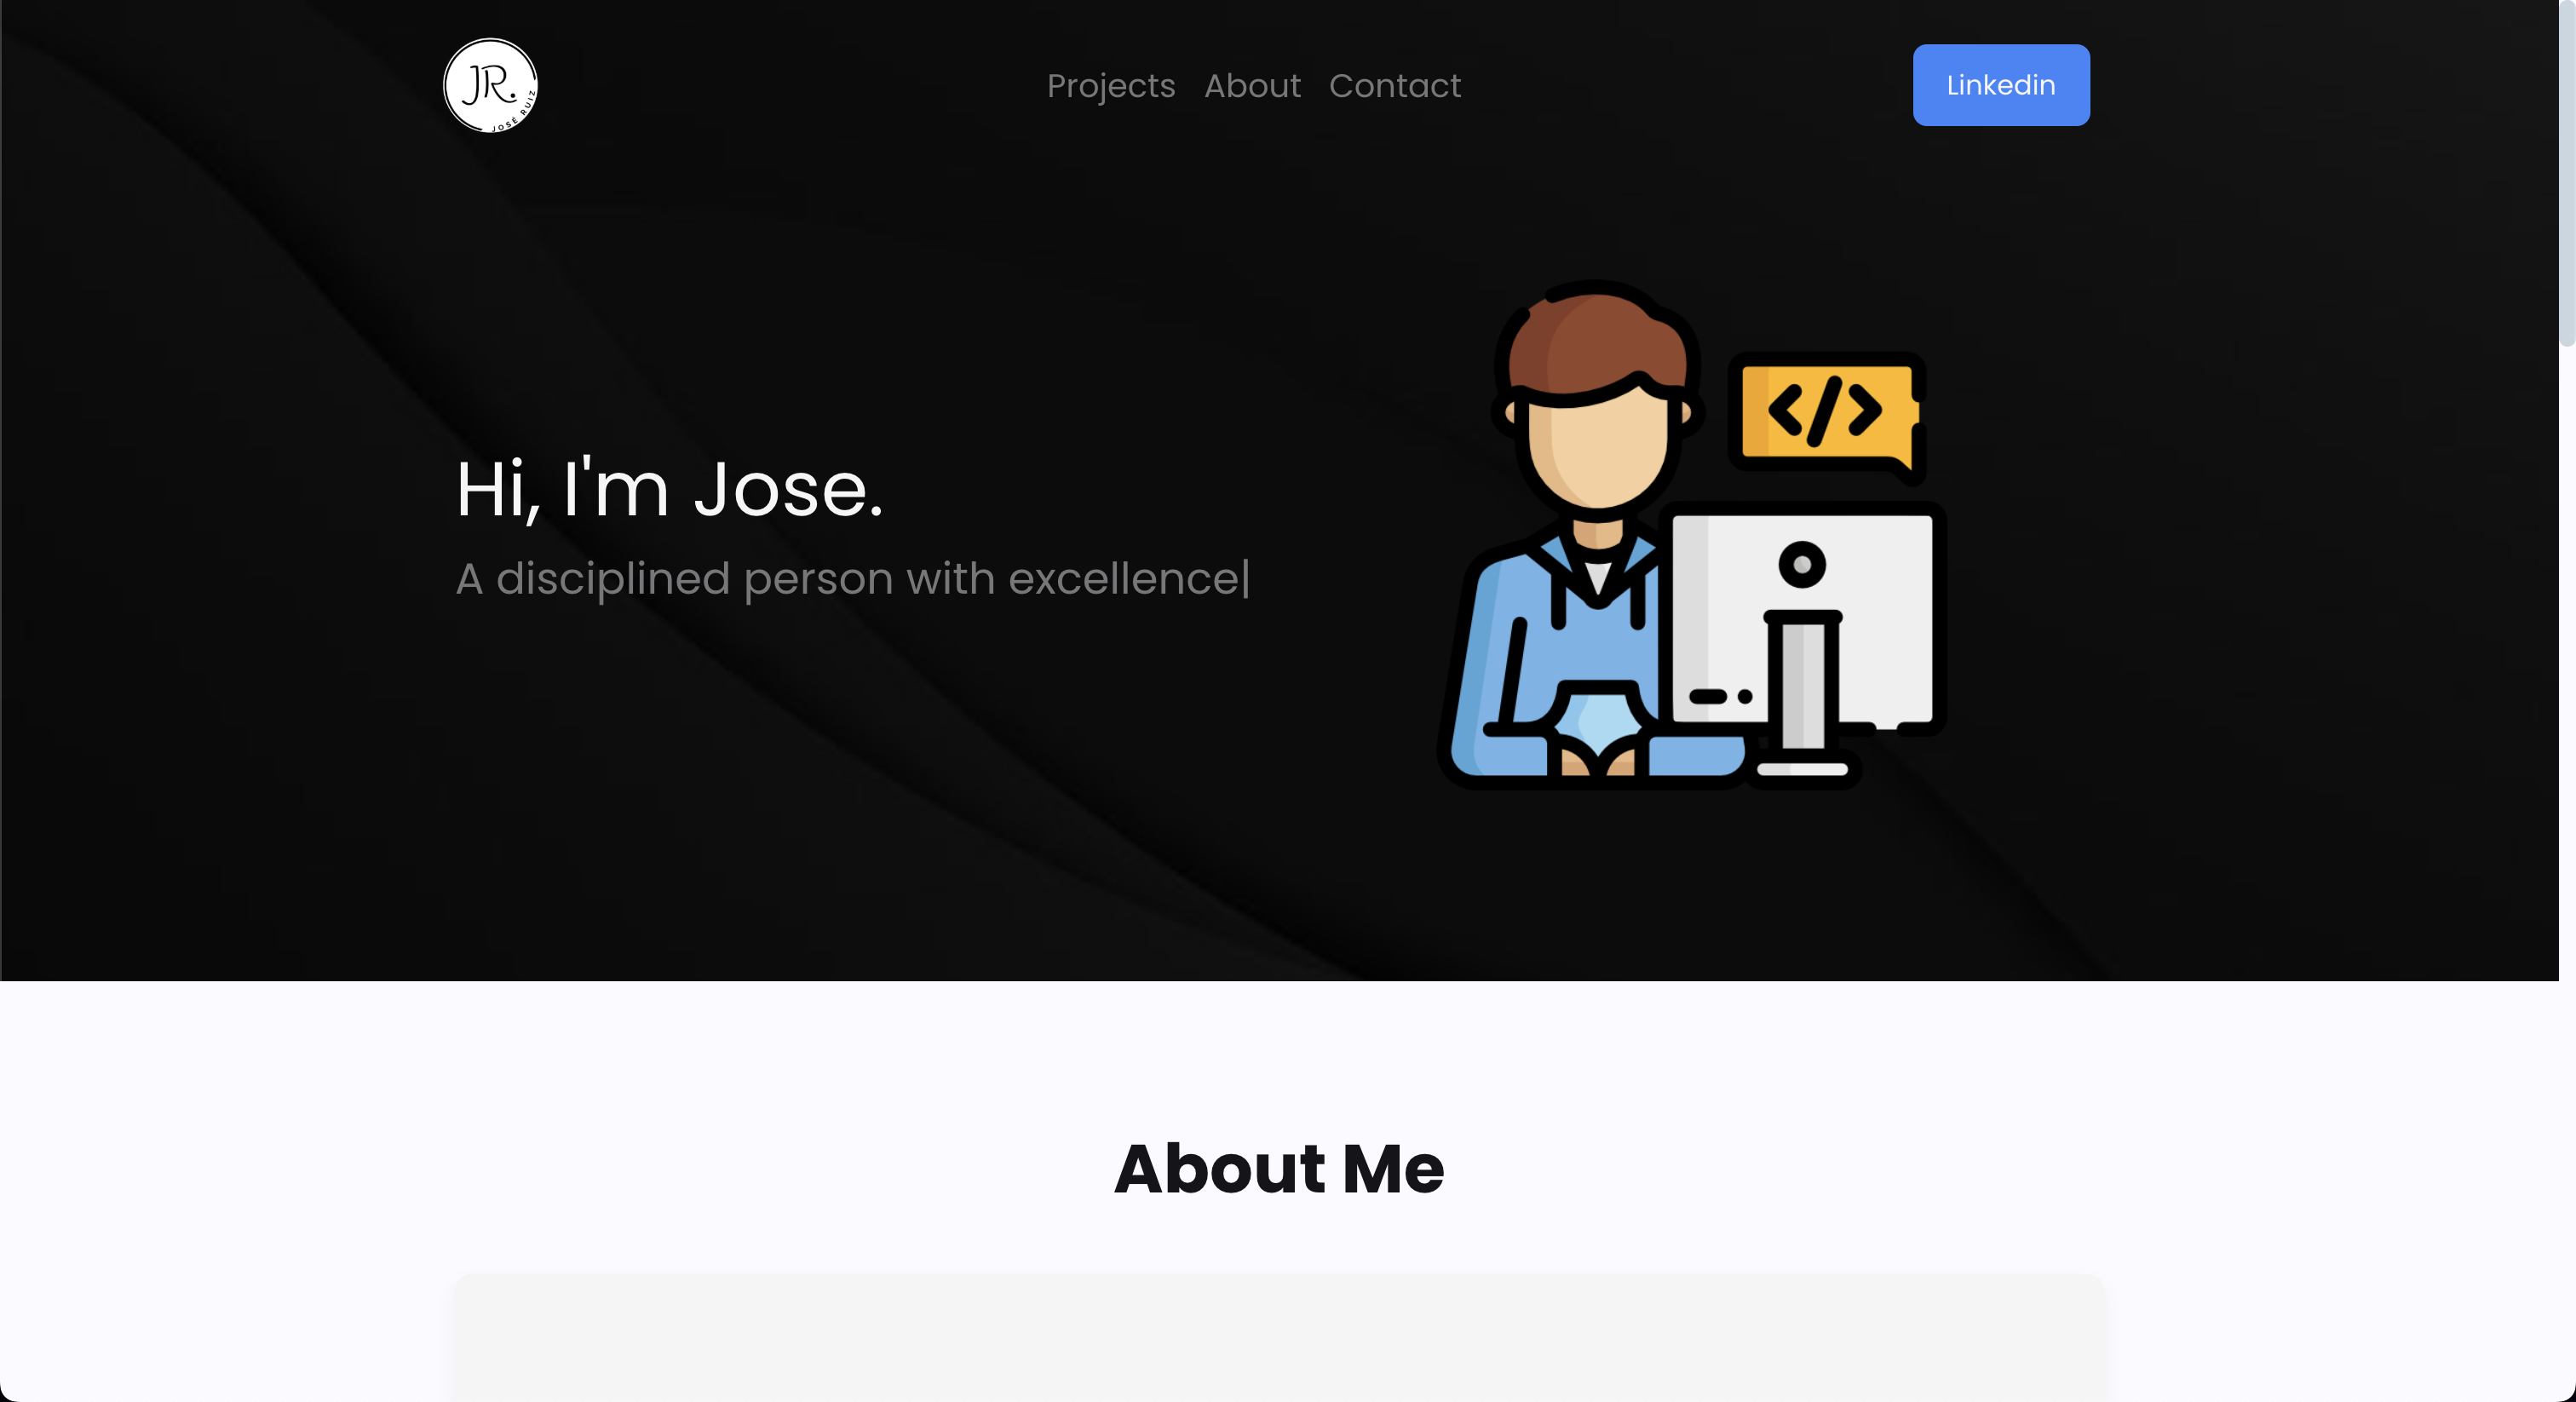 JR.
JOSÉ RUIZ
Projects About Contact
Linkedin
</>
Hi, I'm Jose.
A disciplined person with excellence|
About Me